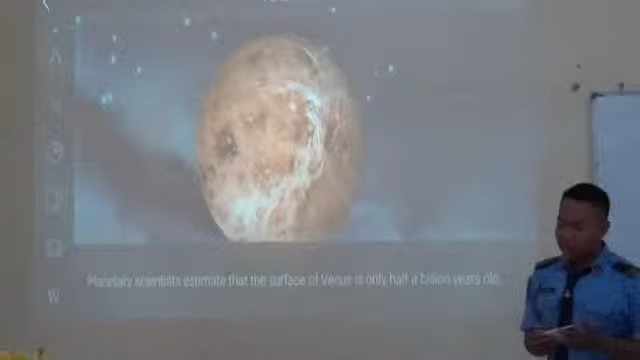 Planetary scientists estimate that the surface of Venus is only half a billion years old.
W